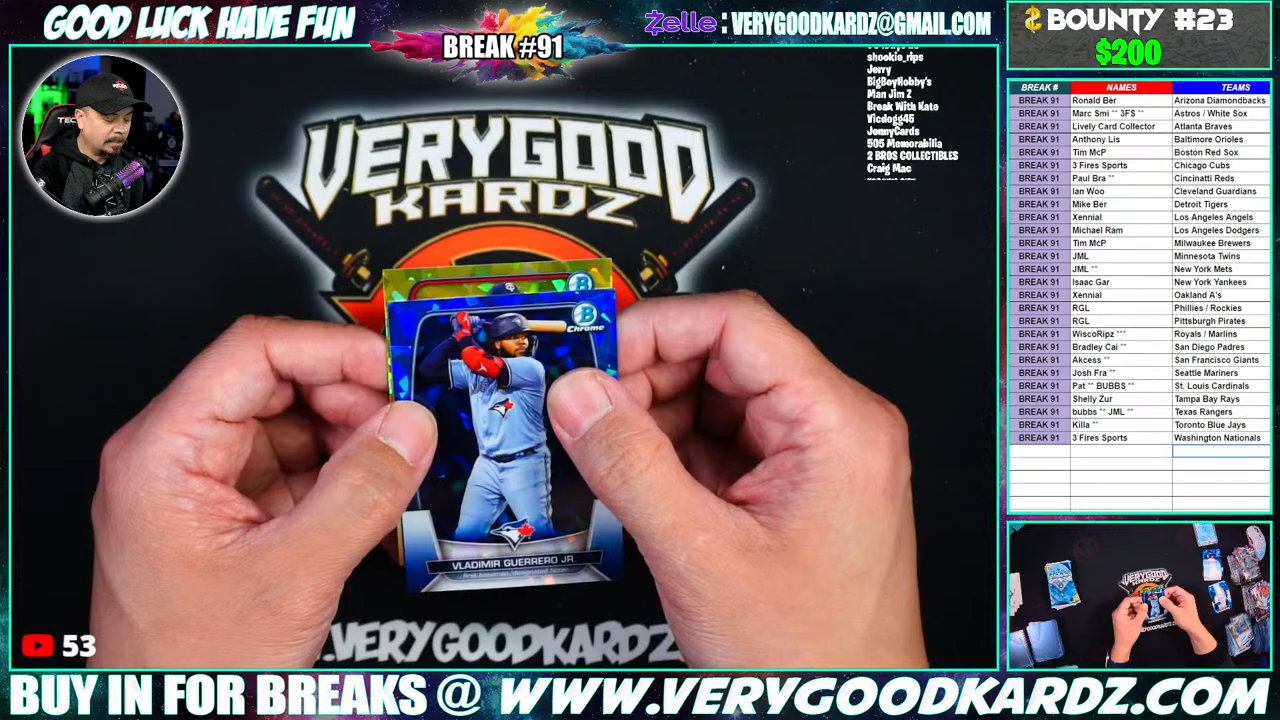 GOOD LUCK HAVE FUN
BREAK #91
Zelle : VERYGOODKARDZ@GMAIL.COM
BOUNTY #23
$200
shookie_rips
Jerry
BigBoyHobby's
Man Jim Z
Break With Kate
Vicdogg45
JonnyCards
505 Memorabilia
2 BROS COLLECTIBLES
Craig Mac
VERYGOOD
KARDZ
B
Chrome
VLADIMIR GUERRERO JR.
.VERYGOODKARDZ
53
BREAK # NAMES TEAMS
BREAK 91 Ronald Ber Arizona Diamondbacks
BREAK 91 Marc Smi ** 3FS ** Astros / White Sox
BREAK 91 Lively Card Collector Atlanta Braves
BREAK 91 Anthony Lis Baltimore Orioles
BREAK 91 Tim McP Boston Red Sox
BREAK 91 3 Fires Sports Chicago Cubs
BREAK 91 Paul Bra ** Cincinatti Reds
BREAK 91 Ian Woo Cleveland Guardians
BREAK 91 Mike Ber Detroit Tigers
BREAK 91 Xennial Los Angeles Angels
BREAK 91 Michael Ram Los Angeles Dodgers
BREAK 91 Tim McP Milwaukee Brewers
BREAK 91 JML Minnesota Twins
BREAK 91 JML ** New York Mets
BREAK 91 Isaac Gar New York Yankees
BREAK 91 Xennial Oakland A's
BREAK 91 RGL Phillies / Rockies
BREAK 91 RGL Pittsburgh Pirates
BREAK 91 WiscoRipz *** Royals / Marlins
BREAK 91 Bradley Cai ** San Diego Padres
BREAK 91 Akcess ** San Francisco Giants
BREAK 91 Josh Fra ** Seattle Mariners
BREAK 91 Pat ** BUBBS ** St. Louis Cardinals
BREAK 91 Shelly Zur Tampa Bay Rays
BREAK 91 bubbs ** JML ** Texas Rangers
BREAK 91 Killa ** Toronto Blue Jays
BREAK 91 3 Fires Sports Washington Nationals
BUY IN FOR BREAKS @ WWW.VERYGOODKARDZ.COM